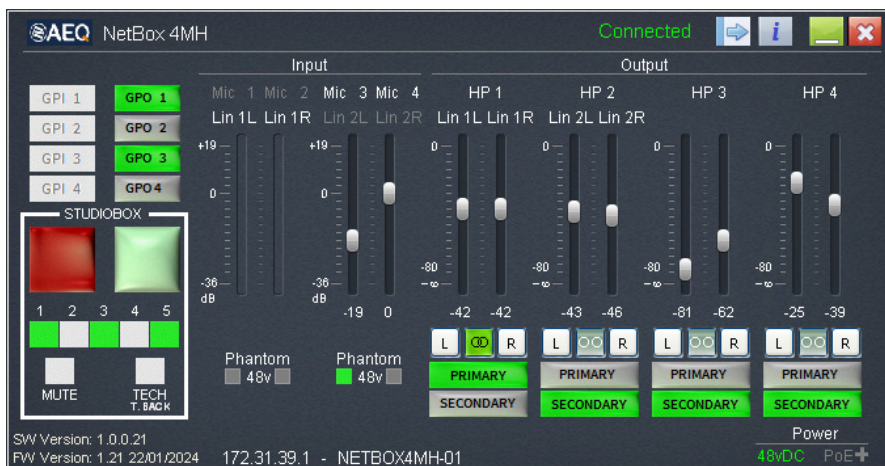 AEQ NetBox 4MH Connected i
Input Output
GPI 1 GPO 1 Mic 1 Mic 2 Mic 3 Mic 4 HP 1 HP 2 HP 3 HP 4
GPI 2 GPO 2 Lin 1L Lin 1R Lin 2L Lin 2R Lin 1L Lin 1R Lin 2L Lin 2R
GPI 3 GPO 3 +19 +19 0 0 0 0
GPI 4 GPO4 0 0
STUDIOBOX
-80 -80 -80 -80
-36 -36 -∞ -∞ -∞ -∞
dB dB
1 2 3 4 5 -19 0 -42 -42 -43 -46 -81 -62 -25 -39
L R L R L R L R
Phantom Phantom
48v 48v PRIMARY PRIMARY PRIMARY PRIMARY
MUTE TECH SECONDARY SECONDARY SECONDARY SECONDARY
T. BACK
Power
SW Version: 1.0.0.21
FW Version: 1.21 22/01/2024 172.31.39.1 - NETBOX4MH-01 48vDC PoE+